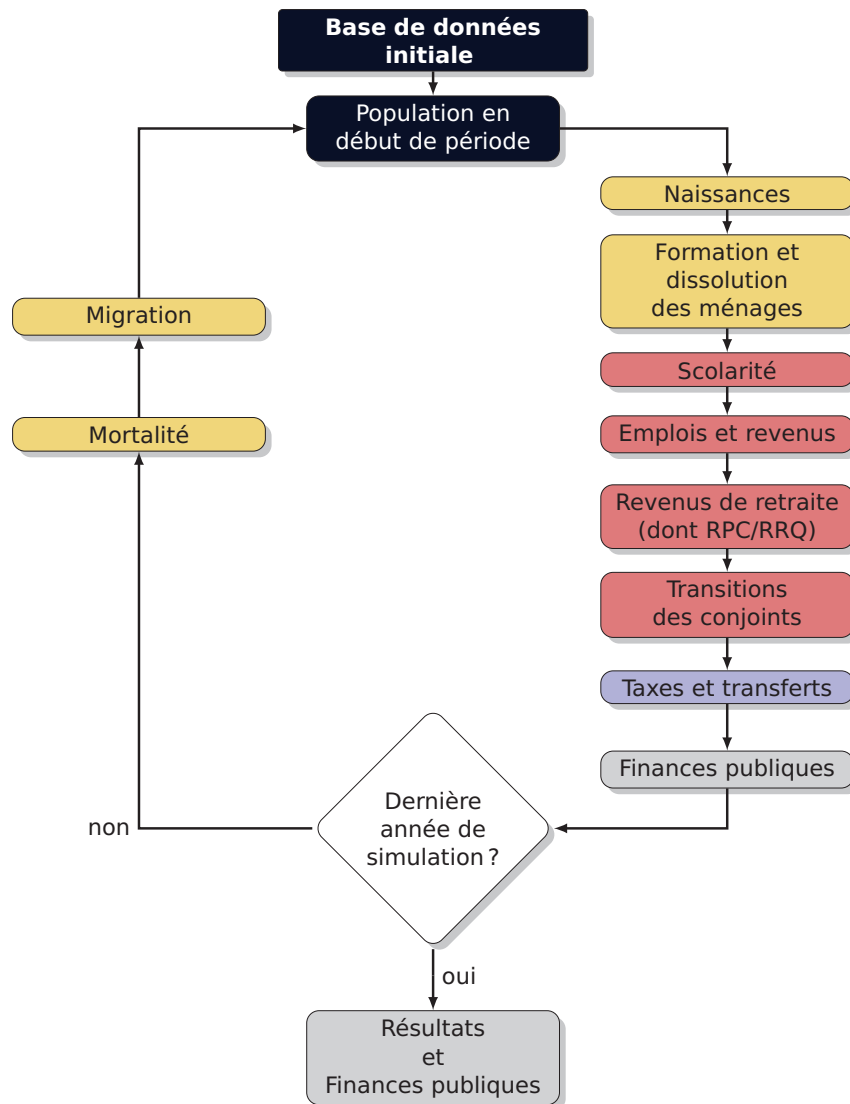 Base de données
initiale
Population en
début de période
Naissances
Formation et
dissolution
des ménages
Scolarité
Emplois et revenus
Revenus de retraite
(dont RPC/RRQ)
Transitions
des conjoints
Taxes et transferts
Finances publiques
Dernière
année de
simulation ?
non
Mortalité
Migration
oui
Résultats
et
Finances publiques